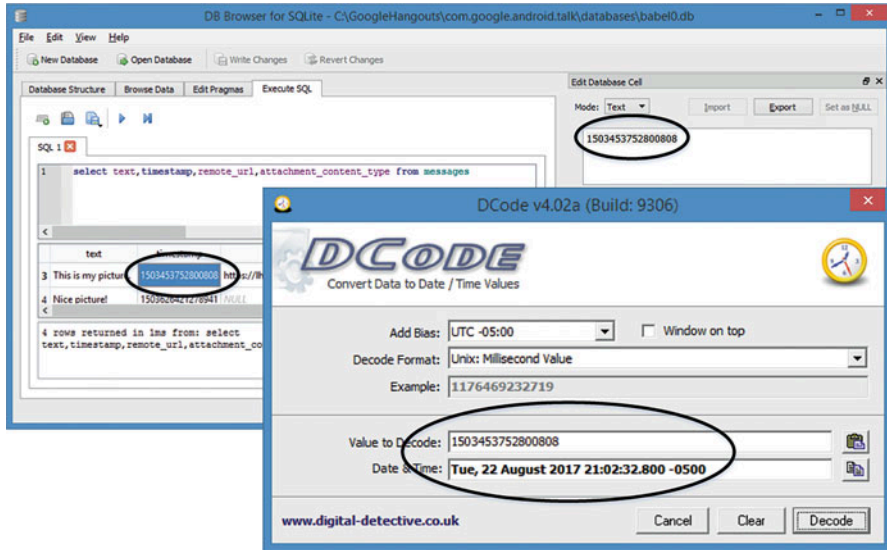 DB Browser for SQLite - C:\GoogleHangouts\com.google.android.talk\databases\babel0.db
File Edit View Help
New Database Open Database Write Changes Revert Changes
Database Structure Browse Data Edit Pragmas Execute SQL
Edit Database Cell
Mode: Text Import Export Set as NULL
1503453752800808
SQL 1
1 select text,timestamp,remote_url,attachment_content_type from messages
text timestamp
3 This is my pictur 1503453752800808 https://lh
4 Nice picture! 1503626421278941 NULL
4 rows returned in 1ms from: select
text,timestamp,remote_url,attachment_co
DCode v4.02a (Build: 9306)
DCODE
Convert Data to Date / Time Values
Add Bias: UTC -05:00 Window on top
Decode Format: Unix: Millisecond Value
Example: 1176469232719
Value to Decode: 1503453752800808
Date & Time: Tue, 22 August 2017 21:02:32.800 -0500
www.digital-detective.co.uk Cancel Clear Decode